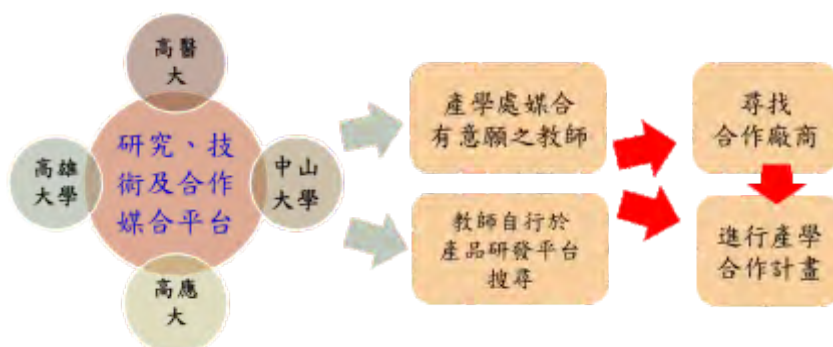 高醫
大
高雄
大學
研究、技
術及合作
媒合平台
中山
大學
高應
大
產學處媒合
有意願之教師
教師自行於
產品研發平台
搜尋
尋找
合作廠商
進行產學
合作計畫